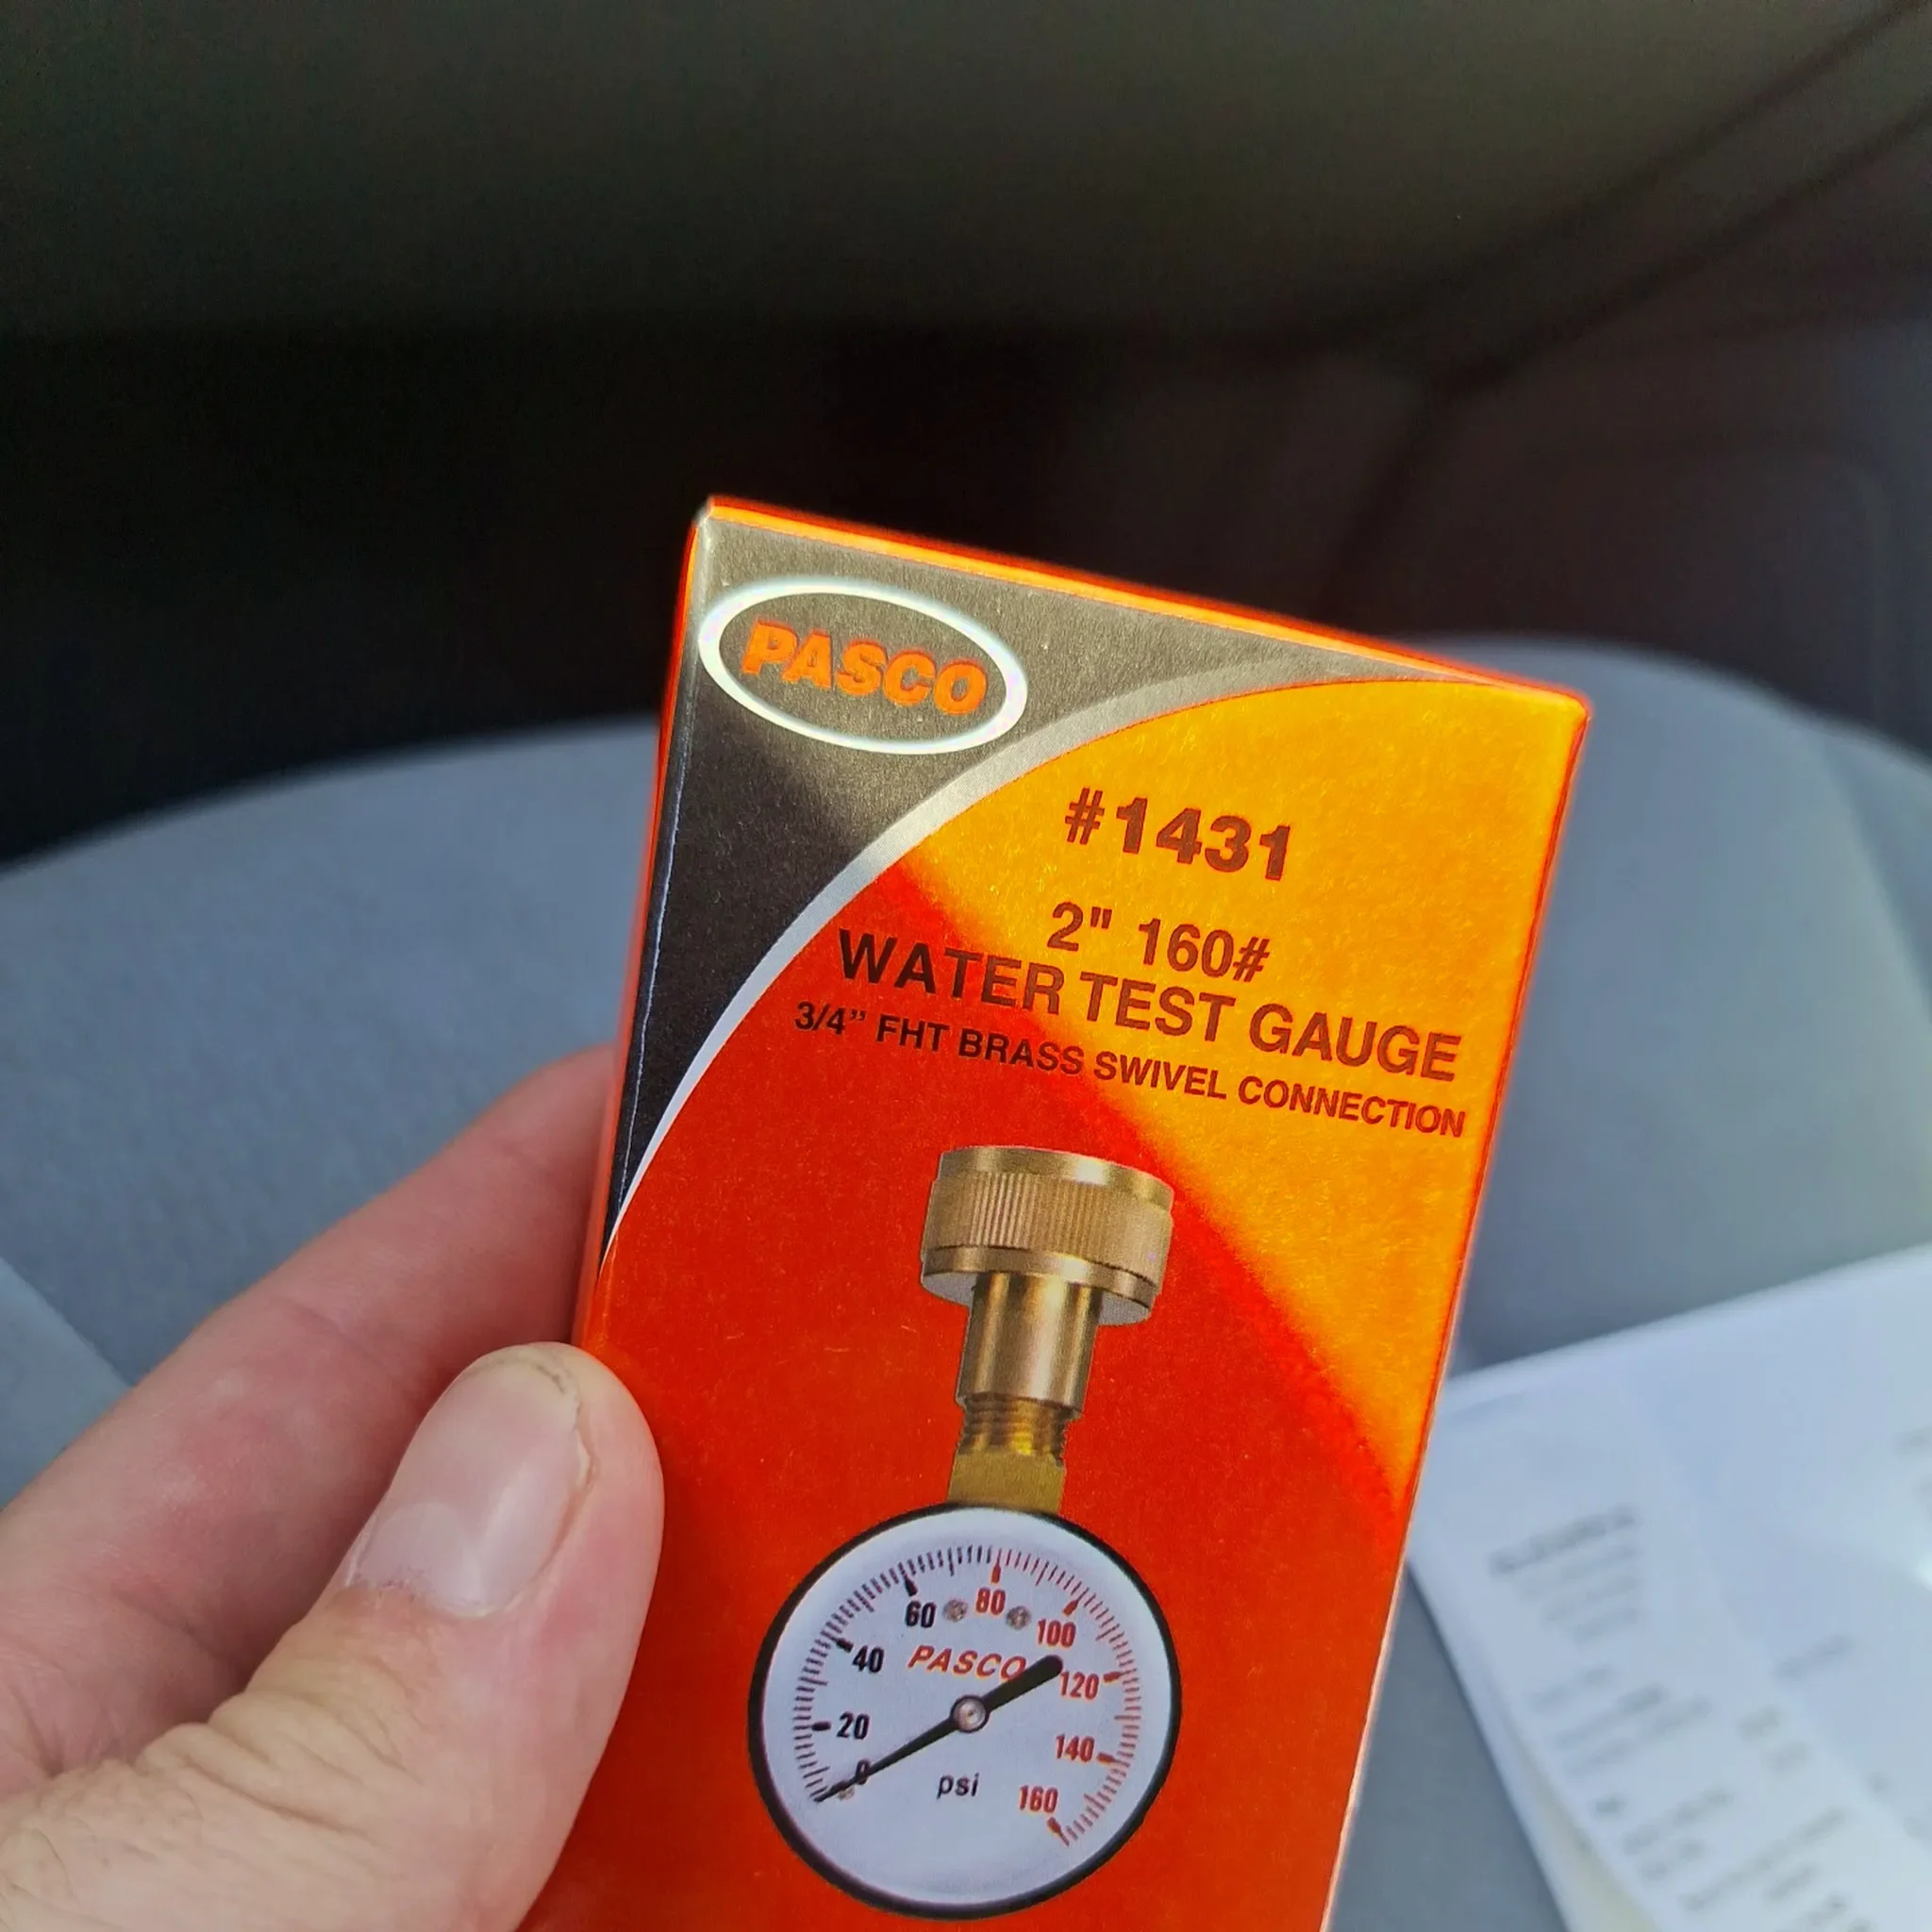 PASCO
#1431
2" 160#
WATER TEST GAUGE
3/4” FHT BRASS SWIVEL CONNECTION
60 80 100
PASCO
40 120
20
0 140
psi 160